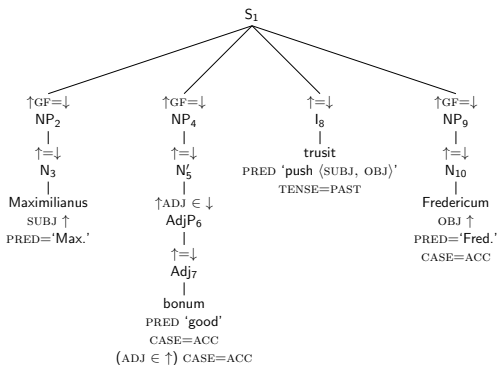 S₁
↑GF=↓ ↑GF=↓ ↑=↓ ↑GF=↓
NP₂ NP₄ I₈ NP₉
↑=↓ ↑=↓ trusit ↑=↓
N₃ N′₅ PRED ‘push ⟨SUBJ, OBJ⟩’ N₁₀
Maximilianus ↑ADJ ∈ ↓ TENSE=PAST Fredericum
SUBJ ↑ AdjP₆ OBJ ↑
PRED=‘Max.’ ↑=↓ PRED=‘Fred.’
Adj₇ CASE=ACC
bonum
PRED ‘good’
CASE=ACC
(ADJ ∈ ↑) CASE=ACC